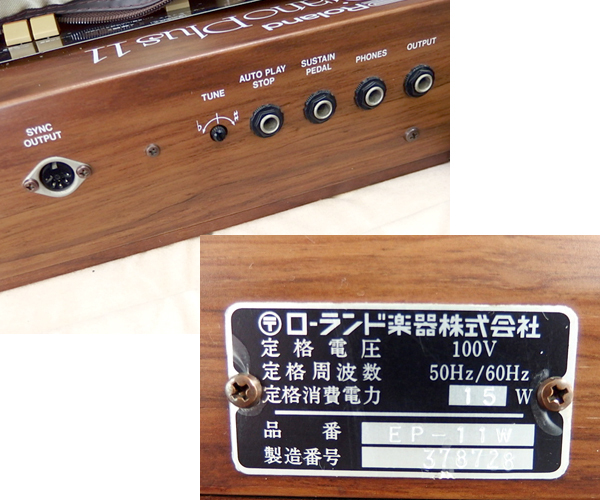 Roland
PianoPlus 11
OUTPUT
PHONES
SUSTAIN
PEDAL
AUTO PLAY
STOP
TUNE
♭ ♮
SYNC
OUTPUT
〒 ローランド楽器株式会社
定格電圧 100V
定格周波数 50Hz/60Hz
定格消費電力 15 W
品番 EP-11W
製造番号 378728